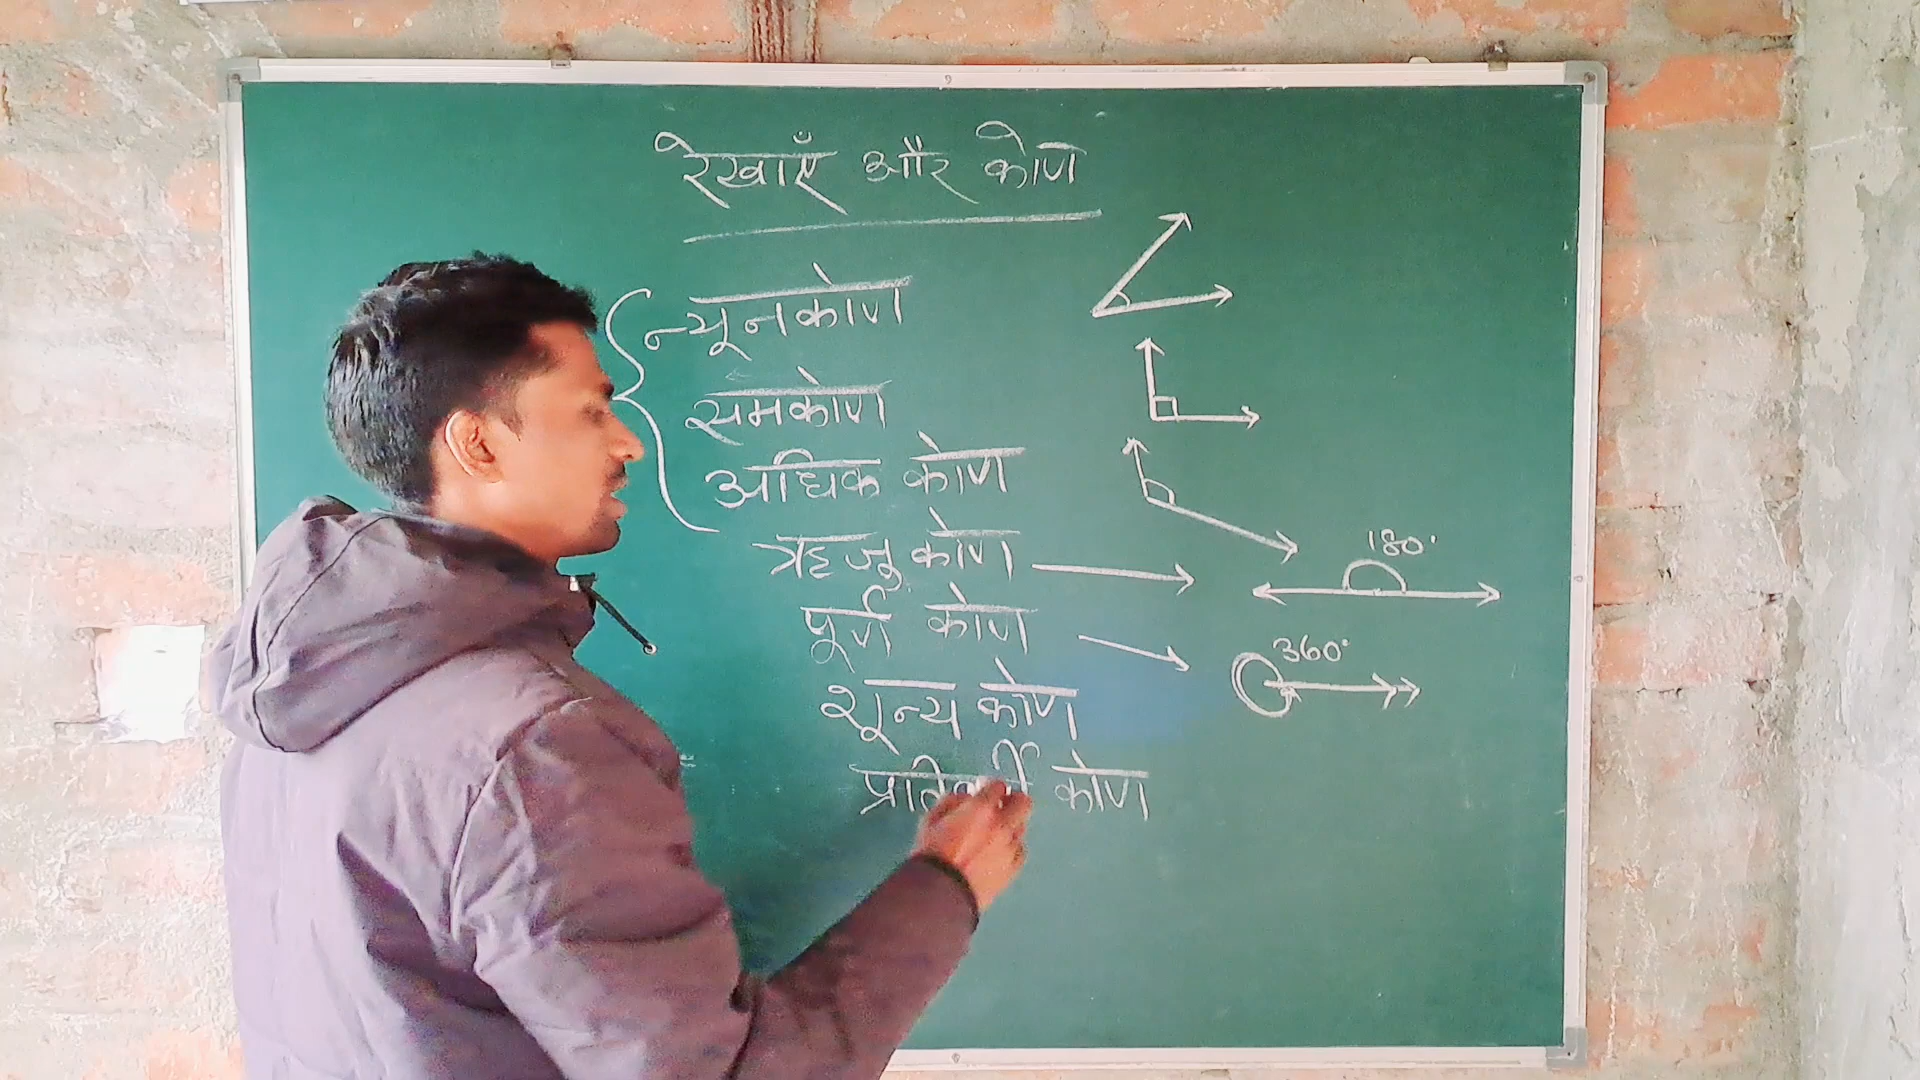 रेखाएँ और कोण
न्यूनकोण
समकोण
अधिक कोण
ऋजु कोण
180°
पूर्ण कोण
360°
शून्य कोण
कोण